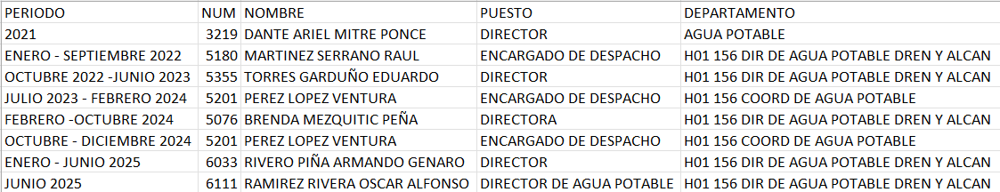 PERIODO NUM NOMBRE PUESTO DEPARTAMENTO
2021 3219 DANTE ARIEL MITRE PONCE DIRECTOR AGUA POTABLE
ENERO - SEPTIEMBRE 2022 5180 MARTINEZ SERRANO RAUL ENCARGADO DE DESPACHO H01 156 DIR DE AGUA POTABLE DREN Y ALCAN
OCTUBRE 2022 -JUNIO 2023 5355 TORRES GARDUÑO EDUARDO DIRECTOR H01 156 DIR DE AGUA POTABLE DREN Y ALCAN
JULIO 2023 - FEBRERO 2024 5201 PEREZ LOPEZ VENTURA ENCARGADO DE DESPACHO H01 156 COORD DE AGUA POTABLE
FEBRERO -OCTUBRE 2024 5076 BRENDA MEZQUITIC PEÑA DIRECTORA H01 156 DIR DE AGUA POTABLE DREN Y ALCAN
OCTUBRE - DICIEMBRE 2024 5201 PEREZ LOPEZ VENTURA ENCARGADO DE DESPACHO H01 156 COORD DE AGUA POTABLE
ENERO - JUNIO 2025 6033 RIVERO PIÑA ARMANDO GENARO DIRECTOR H01 156 DIR DE AGUA POTABLE DREN Y ALCAN
JUNIO 2025 6111 RAMIREZ RIVERA OSCAR ALFONSO DIRECTOR DE AGUA POTABLE H01 156 DIR DE AGUA POTABLE DREN Y ALCAN